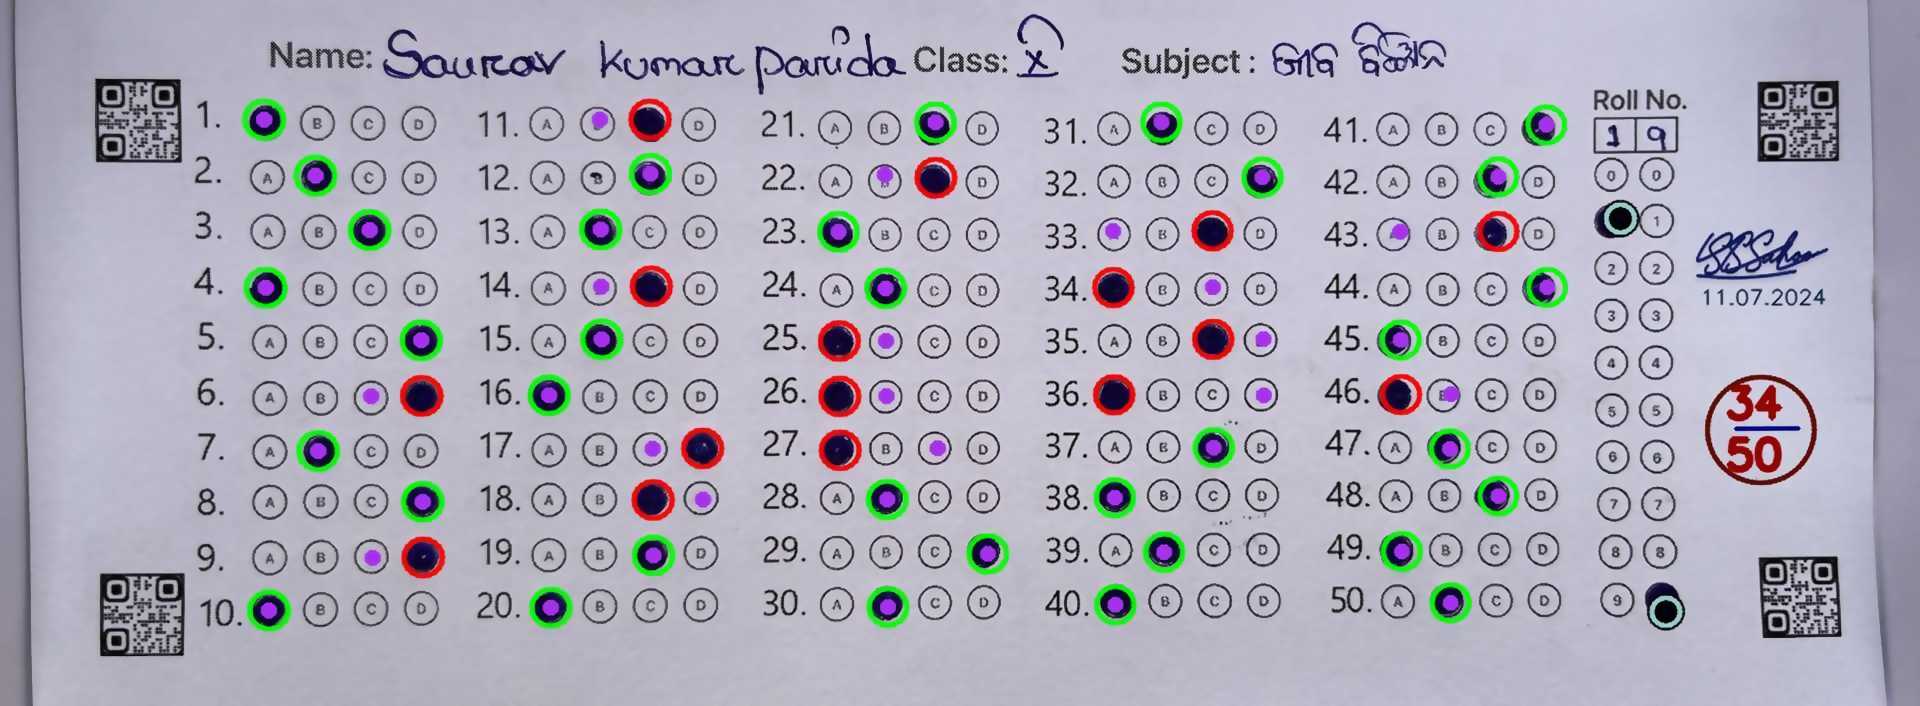 Name: Saurav Kumar Parida Class: X Subject: ଜୀବ ବିଜ୍ଞାନ
Roll No.
1 9
1. B C D
2. A C D
3. A B D
4. B C D
5. A B C
6. A B
7. A C D
8. A B C
9. A B
10. B C D
11. A D
12. A B D
13. A C D
14. A D
15. A C D
16. B C D
17. A B
18. A B
19. A B D
20. B C D
21. A B D
22. A D
23. B C D
24. A C D
25. C D
26. C D
27. B D
28. A C D
29. A B C
30. A C D
31. A C D
32. A B C
33. B D
34. B D
35. A B
36. B C
37. A B D
38. B C D
39. A C D
40. B C D
41. A B C
42. A B D
43. B D
44. A B C
45. B C D
46. C D
47. A C D
48. A B D
49. B C D
50. A C D
0 0
1
2 2
3 3
4 4
5 5
6 6
7 7
8 8
9
11.07.2024
34
50